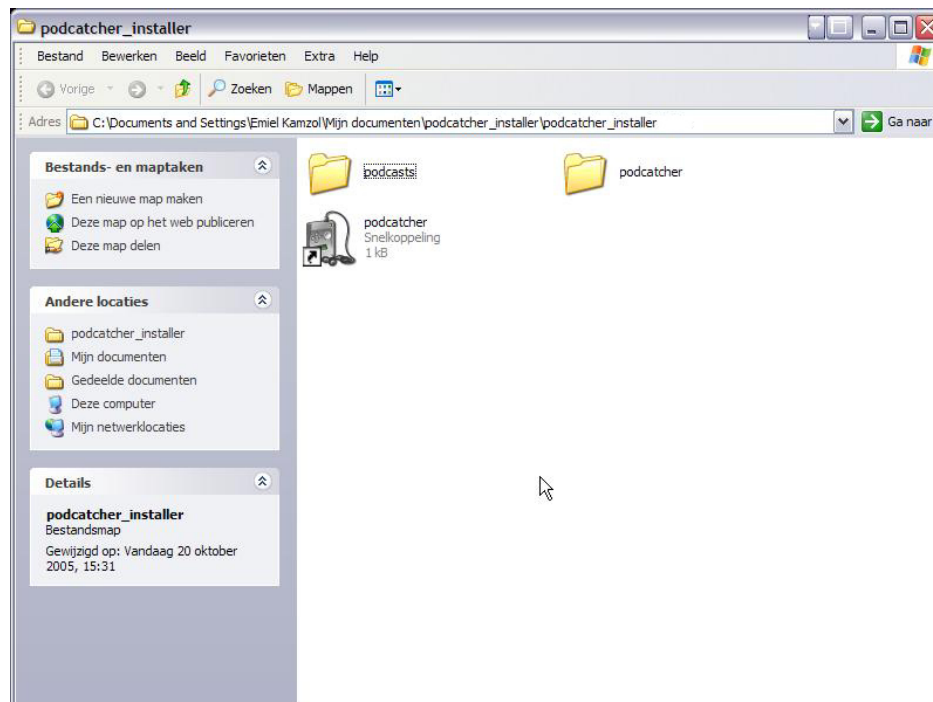 podcatcher_installer
Bestand Bewerken Beeld Favorieten Extra Help
Vorige Zoeken Mappen
Adres C:\Documents and Settings\Emiel Kamzol\Mijn documenten\podcatcher_installer\podcatcher_installer Ga naar
Bestands- en maptaken
Een nieuwe map maken
Deze map op het web publiceren
Deze map delen
Andere locaties
podcatcher_installer
Mijn documenten
Gedeelde documenten
Deze computer
Mijn netwerklocaties
Details
podcatcher_installer
Bestandsmap
Gewijzigd op: Vandaag 20 oktober
2005, 15:31
podcasts
podcatcher
podcatcher
Snelkoppeling
1 kB